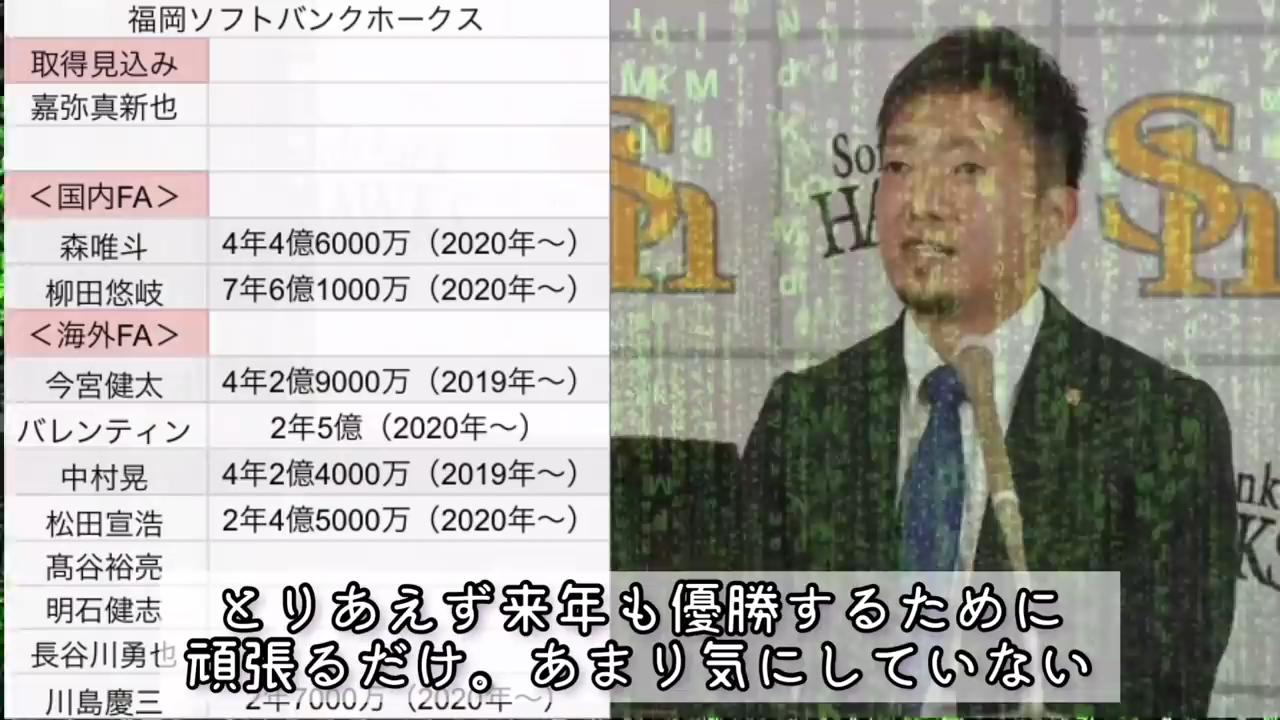 福岡ソフトバンクホークス
取得見込み
嘉弥真新也
＜国内FA＞
森唯斗 4年4億6000万（2020年〜）
柳田悠岐 7年6億1000万（2020年〜）
＜海外FA＞
今宮健太 4年2億9000万（2019年〜）
バレンティン 2年5億（2020年〜）
中村晃 4年2億4000万（2019年〜）
松田宣浩 2年4億5000万（2020年〜）
髙谷裕亮
明石健志
長谷川勇也
川島慶三 2年7000万（2020年〜）
とりあえず来年も優勝するために
頑張るだけ。あまり気にしていない